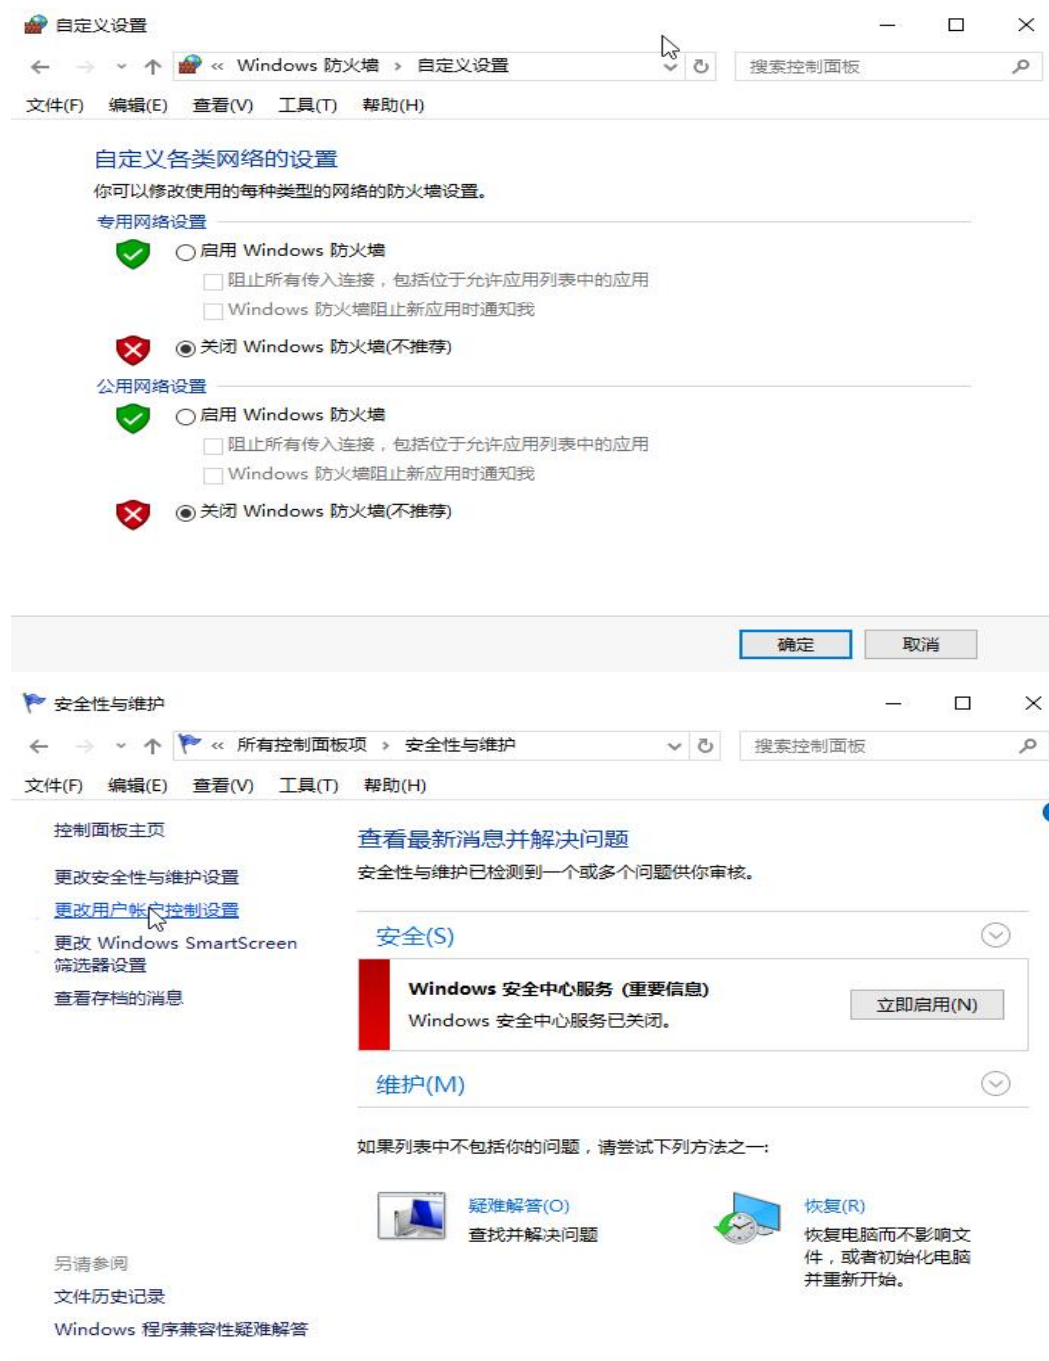 自定义设置
« Windows 防火墙 › 自定义设置
搜索控制面板
文件(F) 编辑(E) 查看(V) 工具(T) 帮助(H)
自定义各类网络的设置
你可以修改使用的每种类型的网络的防火墙设置。
专用网络设置
启用 Windows 防火墙
阻止所有传入连接，包括位于允许应用列表中的应用
Windows 防火墙阻止新应用时通知我
关闭 Windows 防火墙(不推荐)
公用网络设置
启用 Windows 防火墙
阻止所有传入连接，包括位于允许应用列表中的应用
Windows 防火墙阻止新应用时通知我
关闭 Windows 防火墙(不推荐)
确定 取消
安全性与维护
« 所有控制面板项 › 安全性与维护
搜索控制面板
文件(F) 编辑(E) 查看(V) 工具(T) 帮助(H)
控制面板主页
更改安全性与维护设置
更改用户帐户控制设置
更改 Windows SmartScreen
筛选器设置
查看存档的消息
查看最新消息并解决问题
安全性与维护已检测到一个或多个问题供你审核。
安全(S)
Windows 安全中心服务 (重要信息)
Windows 安全中心服务已关闭。
立即启用(N)
维护(M)
如果列表中不包括你的问题，请尝试下列方法之一:
疑难解答(O)
查找并解决问题
恢复(R)
恢复电脑而不影响文
件，或者初始化电脑
并重新开始。
另请参阅
文件历史记录
Windows 程序兼容性疑难解答